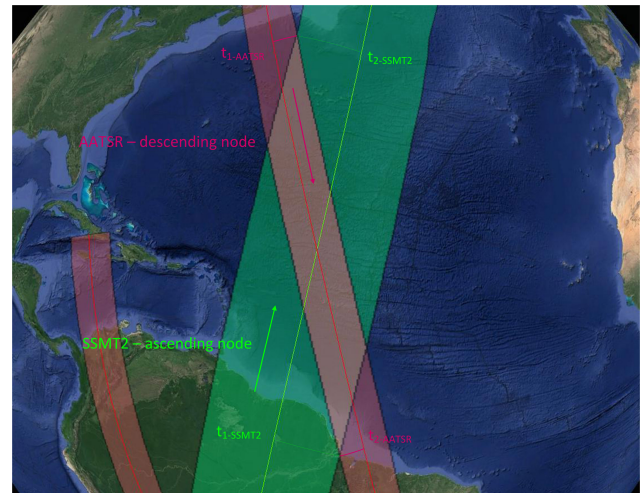 t1-AATSR
t2-SSMT2
AATSR – descending node
SSMT2 – ascending node
t1-SSMT2
t2-AATSR